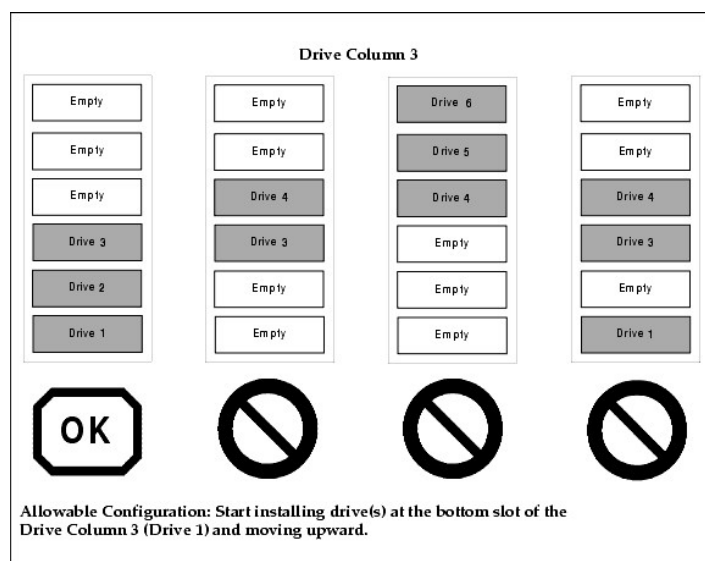 Drive Column 3
Empty
Empty
Empty
Drive 3
Drive 2
Drive 1
Empty
Empty
Drive 4
Drive 3
Empty
Empty
Drive 6
Drive 5
Drive 4
Empty
Empty
Empty
Empty
Empty
Drive 4
Drive 3
Empty
Drive 1
OK
Allowable Configuration: Start installing drive(s) at the bottom slot of the
Drive Column 3 (Drive 1) and moving upward.